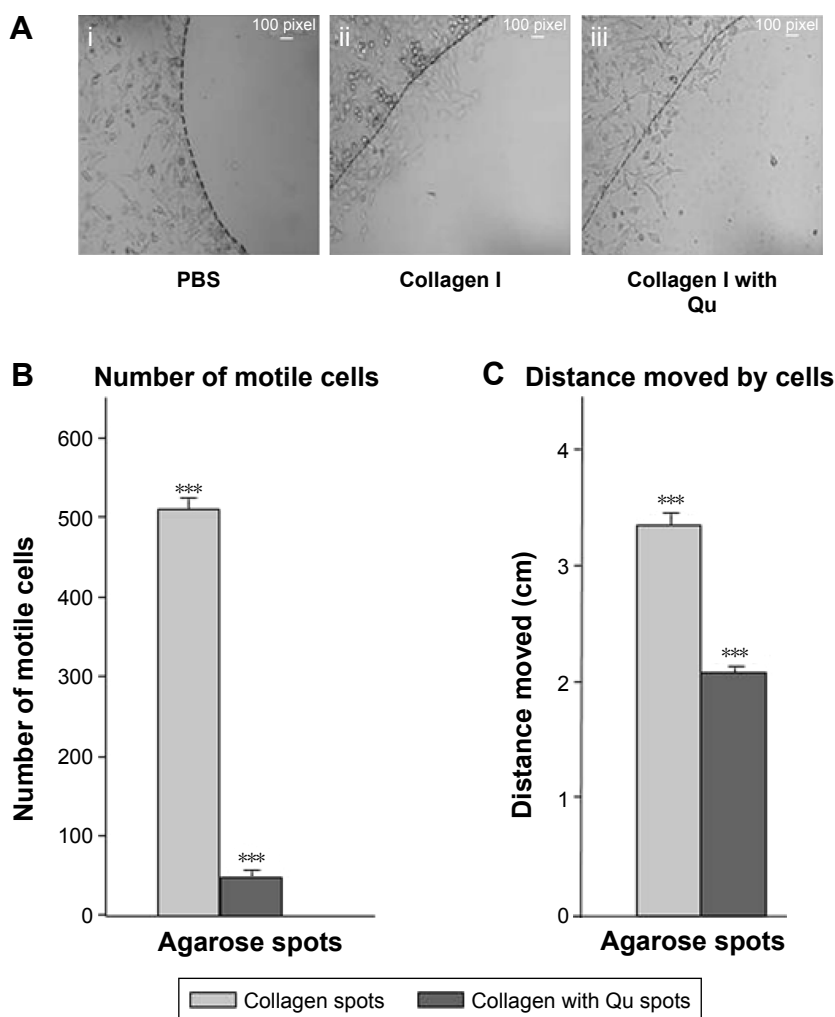 A
i
100 pixel
ii
100 pixel
iii
100 pixel
PBS
Collagen I
Collagen I with
Qu
B
Number of motile cells
Number of motile cells
600
500
400
300
200
100
0
***
***
Agarose spots
C
Distance moved by cells
Distance moved (cm)
4
3
2
1
0
***
***
Agarose spots
Collagen spots
Collagen with Qu spots